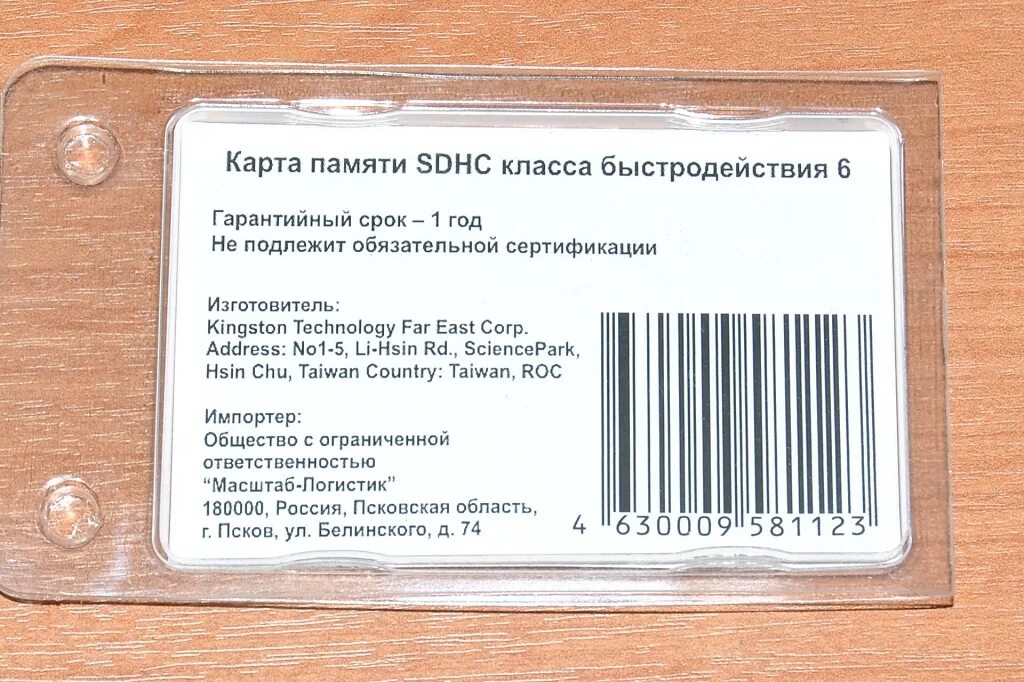 Карта памяти SDHC класса быстродействия 6
Гарантийный срок – 1 год
Не подлежит обязательной сертификации
Изготовитель:
Kingston Technology Far East Corp.
Address: No1-5, Li-Hsin Rd., SciencePark,
Hsin Chu, Taiwan Country: Taiwan, ROC
Импортер:
Общество с ограниченной
ответственностью
“Масштаб-Логистик”
180000, Россия, Псковская область,
г. Псков, ул. Белинского, д. 74
4 630009 581123